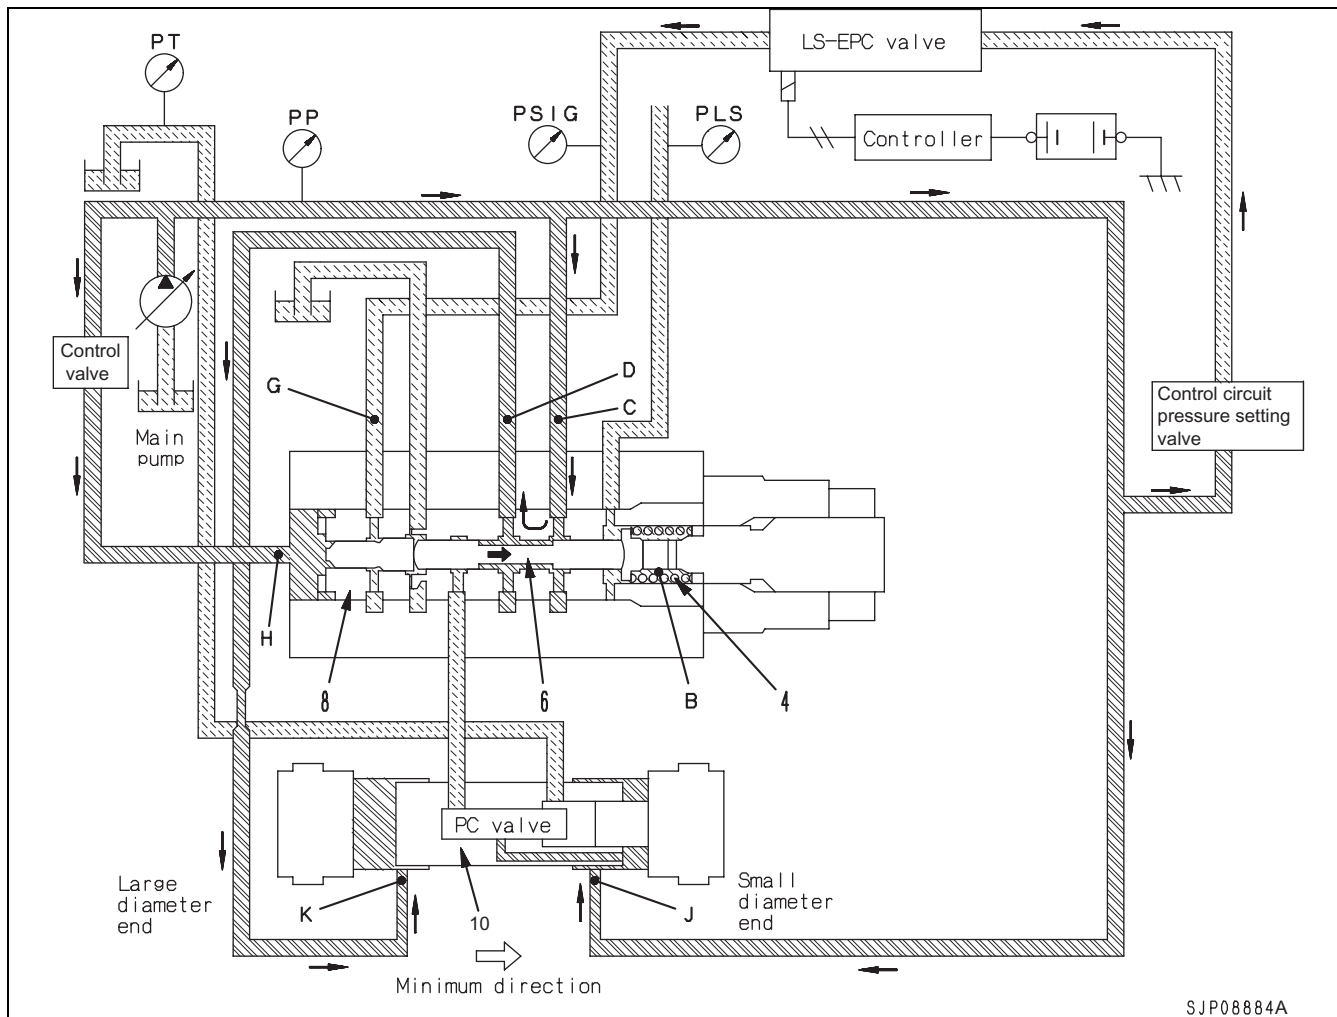 LS-EPC valve
PT
PP
PSIG
PLS
Controller
Control
valve
G
D
C
Control circuit
pressure setting
valve
Main
pump
H
8
6
B
4
PC valve
Large
diameter
end
K
10
J
Small
diameter
end
Minimum direction
SJP08884A